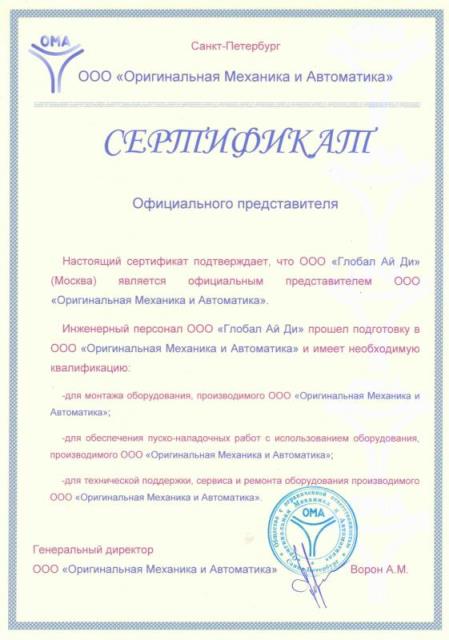 ОМА
Санкт-Петербург
ООО «Оригинальная Механика и Автоматика»
СЕРТИФИКАТ
Официального представителя
Настоящий сертификат подтверждает, что ООО «Глобал Ай Ди»
(Москва) является официальным представителем ООО
«Оригинальная Механика и Автоматика».
Инженерный персонал ООО «Глобал Ай Ди» прошел подготовку в
ООО «Оригинальная Механика и Автоматика» и имеет необходимую
квалификацию:
-для монтажа оборудования, производимого ООО «Оригинальная Механика и
Автоматика»;
-для обеспечения пуско-наладочных работ с использованием оборудования,
производимого ООО «Оригинальная Механика и Автоматика»;
-для технической поддержки, сервиса и ремонта оборудования производимого
ООО «Оригинальная Механика и Автоматика».
Общество с ограниченной ответственностью
Оригинальная Механика и Автоматика
Санкт-Петербург
ОМА
Генеральный директор
ООО «Оригинальная Механика и Автоматика» Ворон А.М.